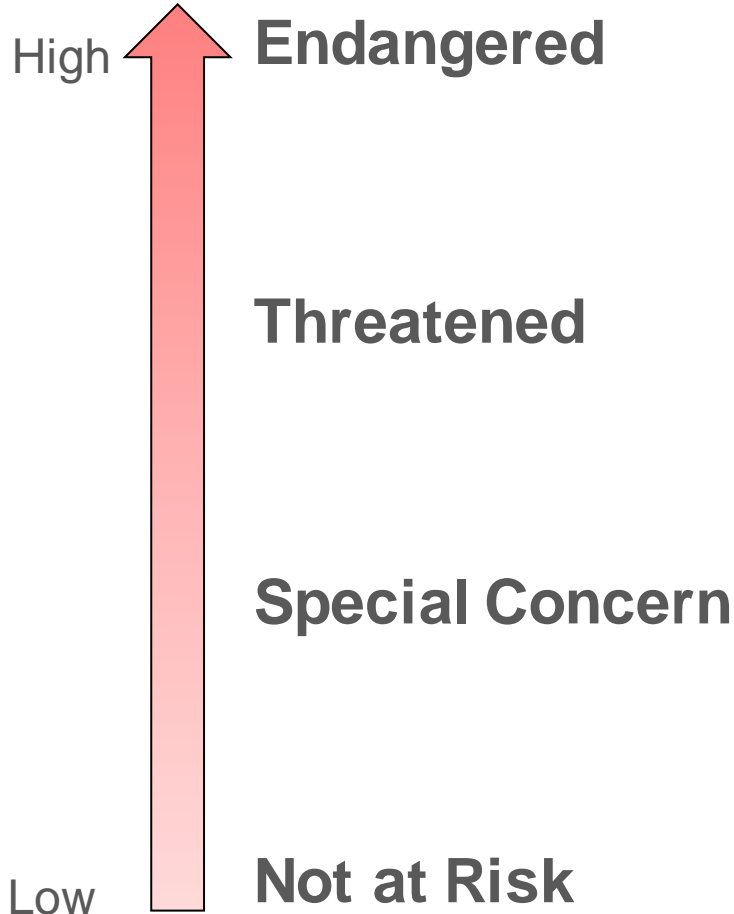 High
Endangered
Threatened
Special Concern
Not at Risk
Low